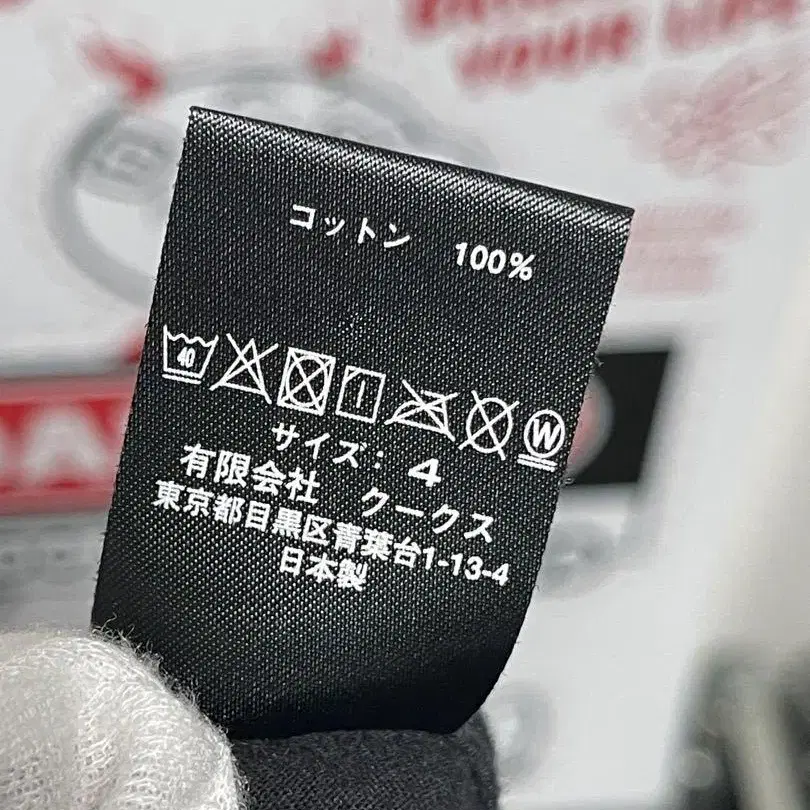 コットン 100%
40
W
サイズ: 4
有限会社 クークス
東京都目黒区青葉台1-13-4
日本製